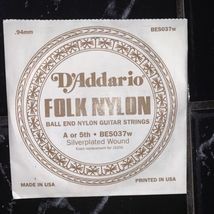 .94mm
BES037w
D'Addario
FOLK NYLON
BALL END NYLON GUITAR STRINGS
A or 5th • BES037w
Silverplated Wound
MADE IN USA
PRINTED IN USA